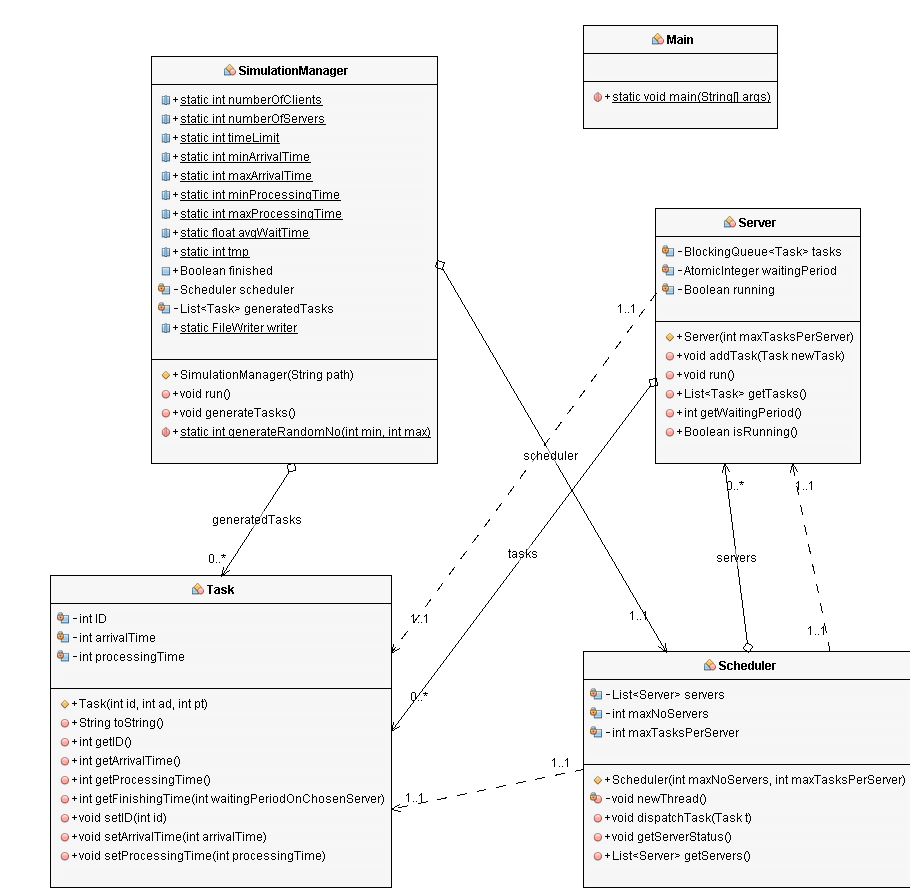 Main
+static void main(String[] args)
SimulationManager
+static int numberOfClients
+static int numberOfServers
+static int timeLimit
+static int minArrivalTime
+static int maxArrivalTime
+static int minProcessingTime
+static int maxProcessingTime
+static float avgWaitTime
+static int tmp
+Boolean finished
-Scheduler scheduler
-List<Task> generatedTasks
+static FileWriter writer
+SimulationManager(String path)
+void run()
+void generateTasks()
+static int generateRandomNo(int min, int max)
Server
-BlockingQueue<Task> tasks
-AtomicInteger waitingPeriod
-Boolean running
+Server(int maxTasksPerServer)
+void addTask(Task newTask)
+void run()
+List<Task> getTasks()
+int getWaitingPeriod()
+Boolean isRunning()
1..1
scheduler
0..*
1..1
generatedTasks
tasks
servers
0..*
1..1
1..1
1..1
0..*
Task
-int ID
-int arrivalTime
-int processingTime
+Task(int id, int ad, int pt)
+String toString()
+int getID()
+int getArrivalTime()
+int getProcessingTime()
+int getFinishingTime(int waitingPeriodOnChosenServer)
+void setID(int id)
+void setArrivalTime(int arrivalTime)
+void setProcessingTime(int processingTime)
1..1
1..1
Scheduler
-List<Server> servers
-int maxNoServers
-int maxTasksPerServer
+Scheduler(int maxNoServers, int maxTasksPerServer)
-void newThread()
+void dispatchTask(Task t)
+void getServerStatus()
+List<Server> getServers()